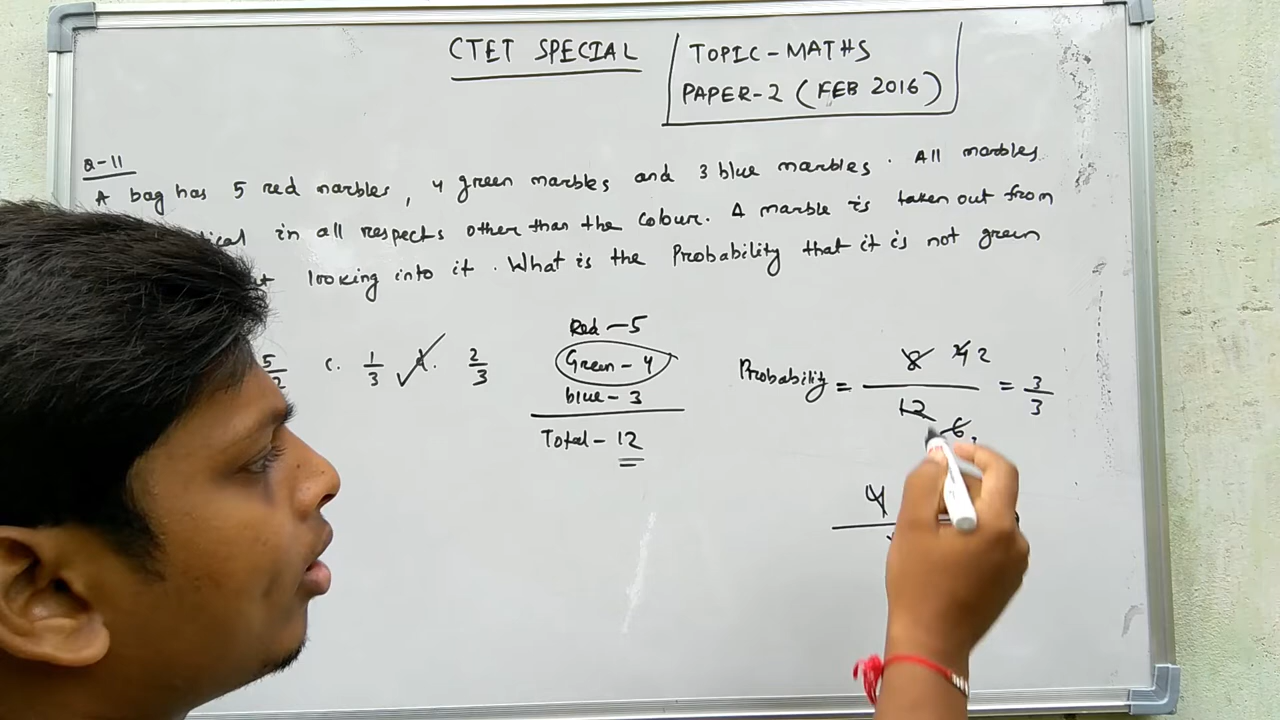 CTET SPECIAL
TOPIC-MATHS
PAPER-2 (FEB 2016)
Q-11
A bag has 5 red marbles, 4 green marbles and 3 blue marbles. All marbles
in all respects other than the colour. A marble is taken out from
looking into it. What is the Probability that it is not green
C. 1/3
2/3
Red - 5
Green - 4
blue - 3
Total - 12
Probability = 8 4 2 / 12 6 = 2/3
4